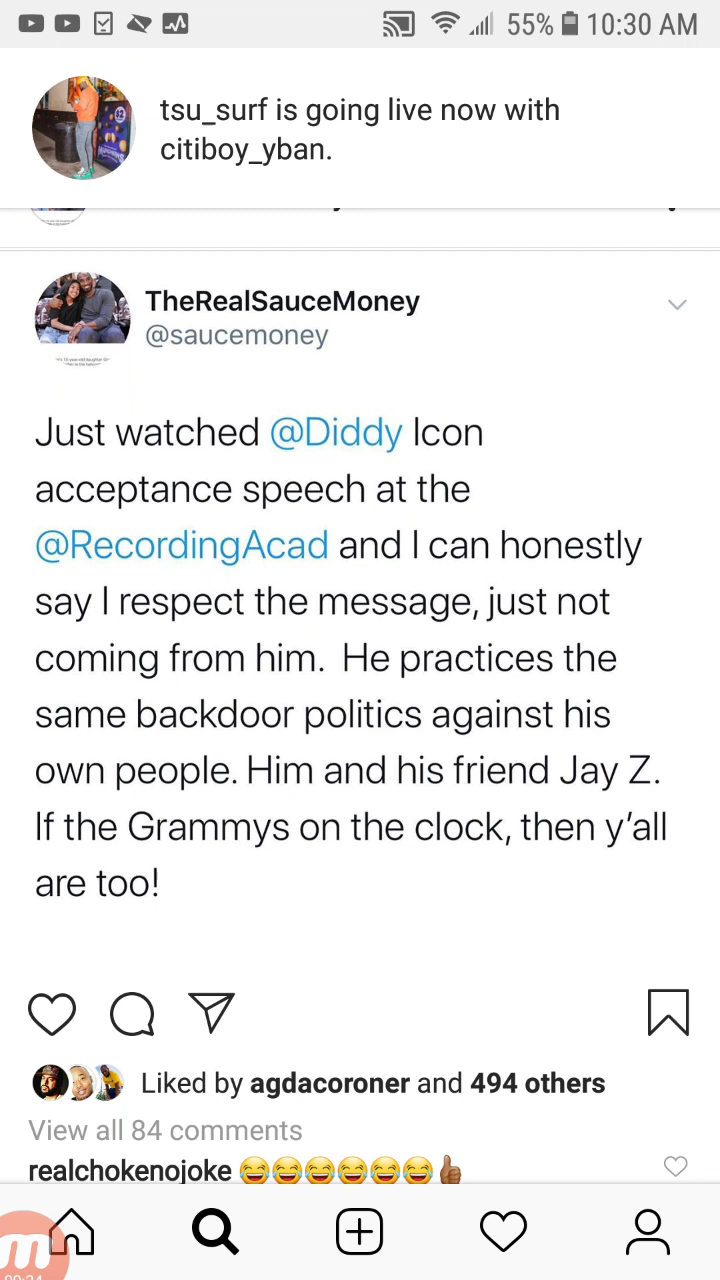 55% 10:30 AM
tsu_surf is going live now with
citiboy_yban.
TheRealSauceMoney
@saucemoney
Just watched @Diddy Icon
acceptance speech at the
@RecordingAcad and I can honestly
say I respect the message, just not
coming from him.  He practices the
same backdoor politics against his
own people. Him and his friend Jay Z.
If the Grammys on the clock, then y’all
are too!
Liked by agdacoroner and 494 others
View all 84 comments
realchokenojoke 😂😂😂😂😂😂👍🏾